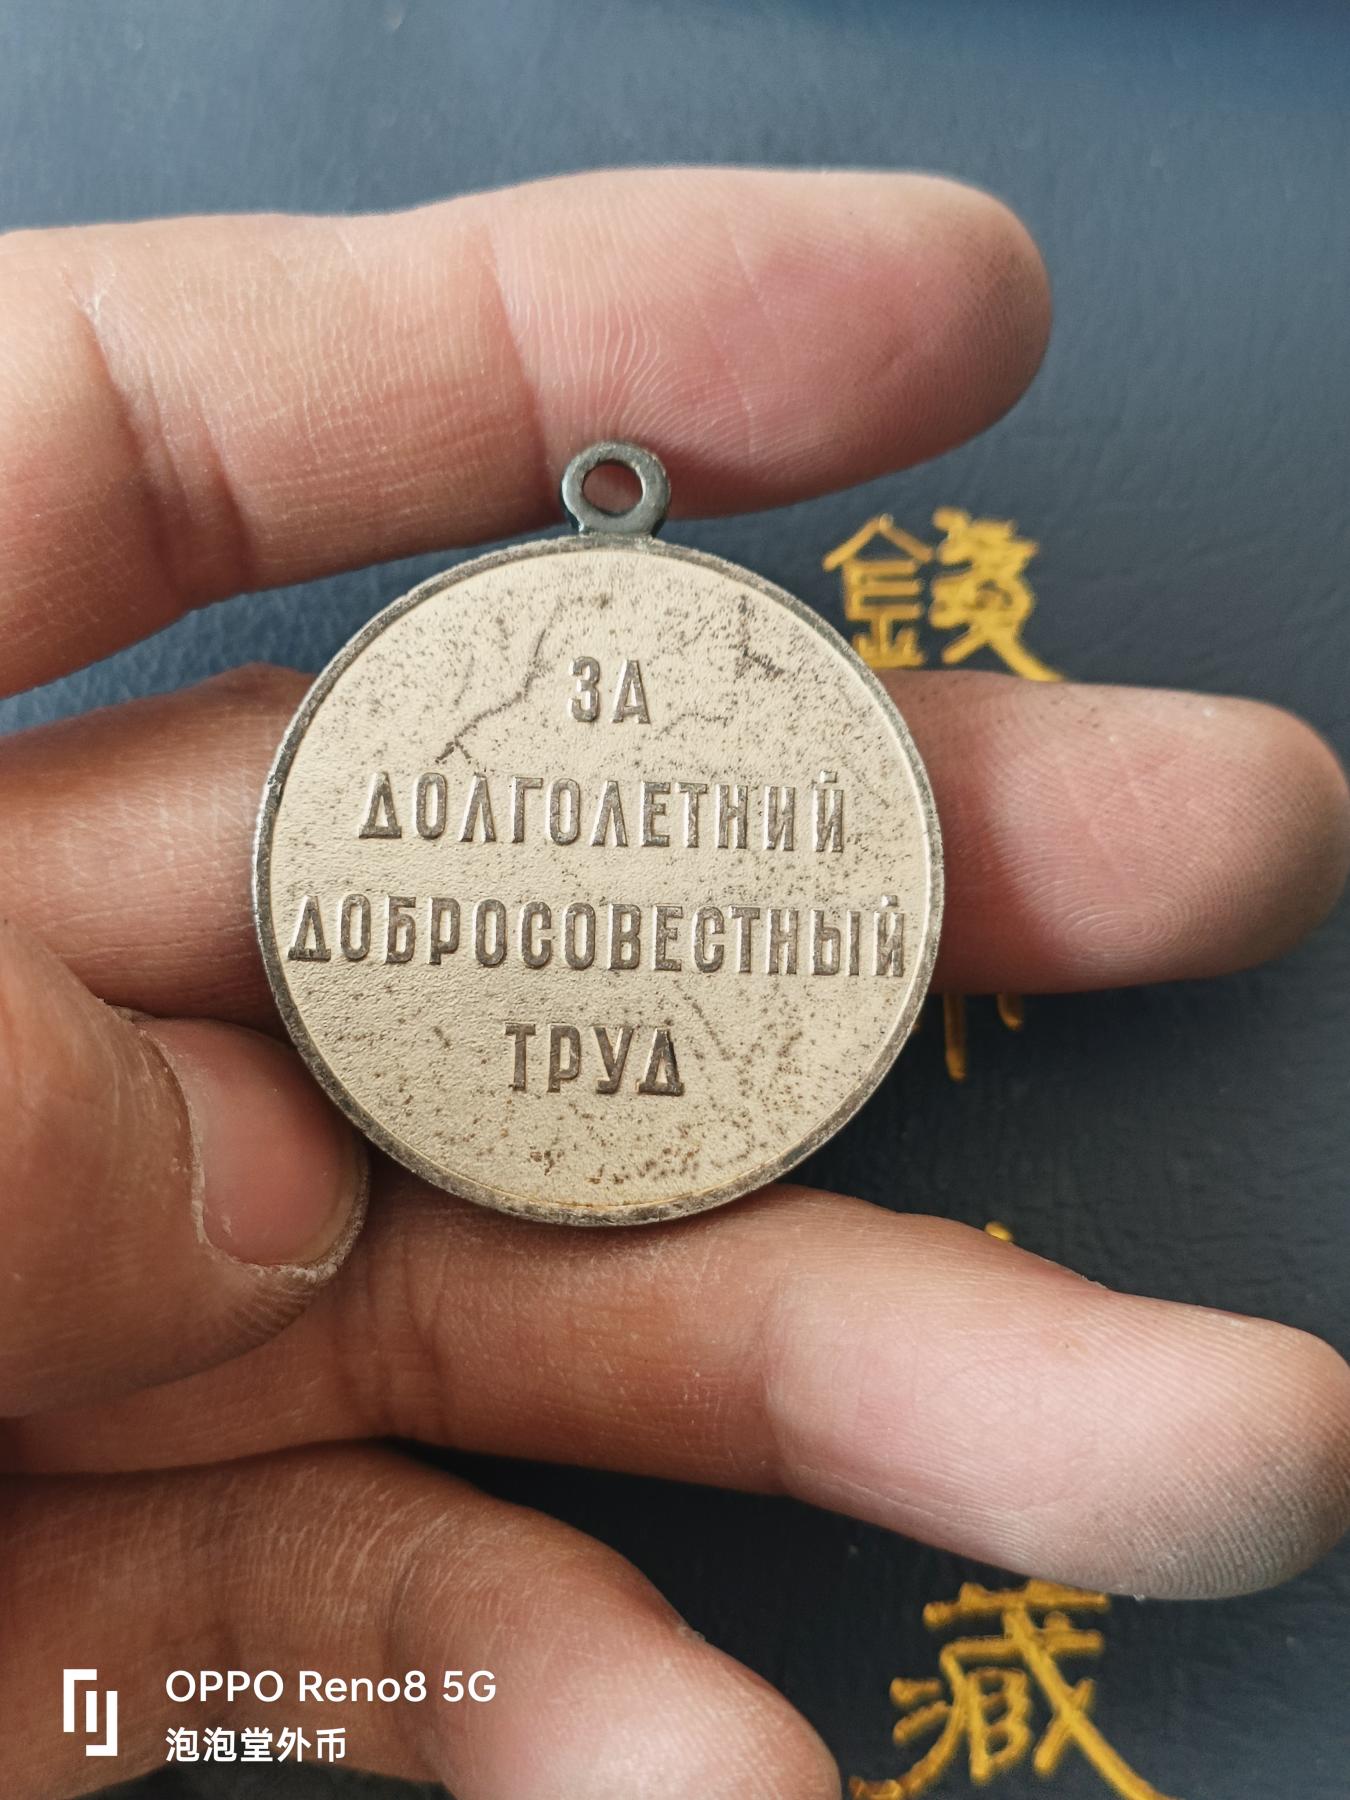 錢
ЗА
ДОЛГОЛЕТНИЙ
ДОБРОСОВЕСТНЫЙ
ТРУД
藏
OPPO Reno8 5G
泡泡堂外币